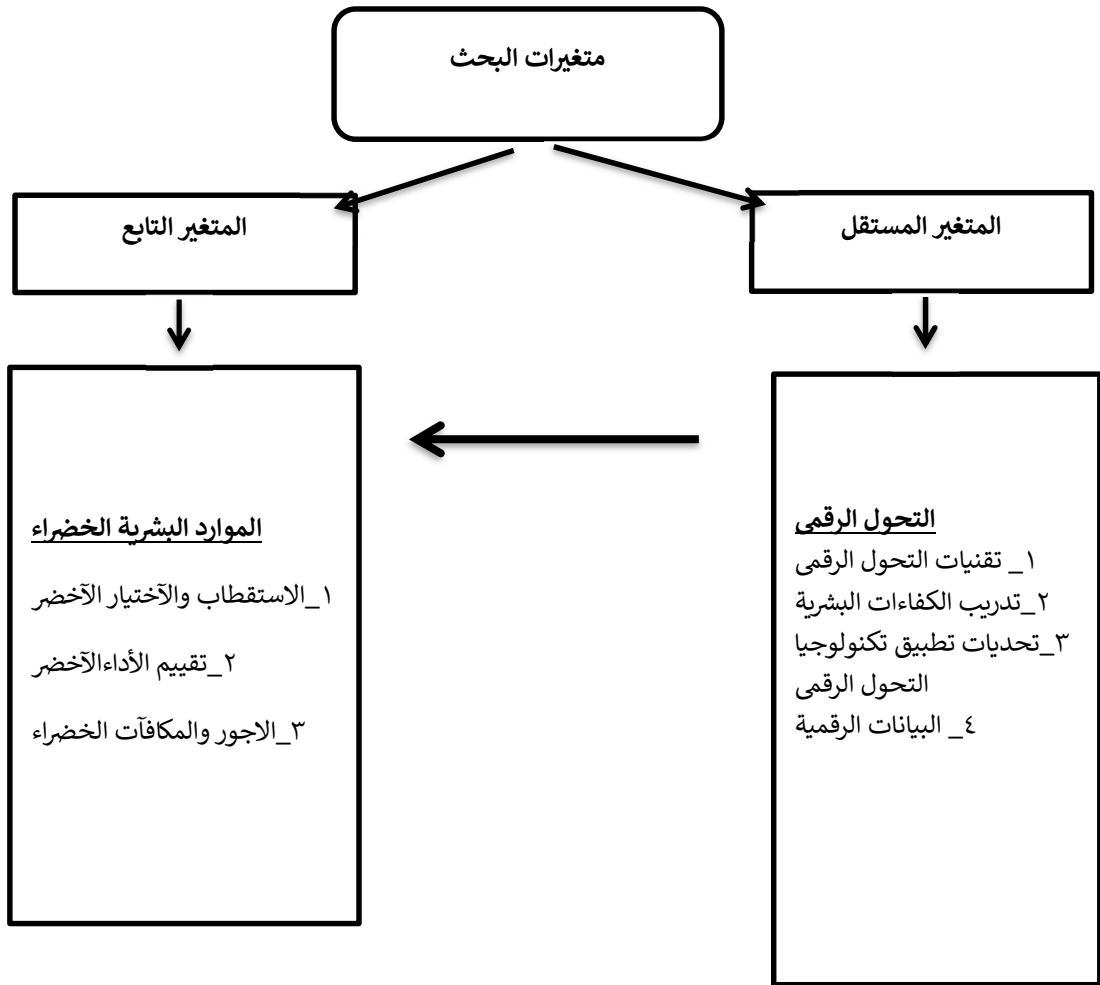 متغيرات البحث
المتغير المستقل
المتغير التابع
التحول الرقمى
١_ تقنيات التحول الرقمى
٢_تدريب الكفاءات البشرية
٣_تحديات تطبيق تكنولوجيا
التحول الرقمى
٤_ البيانات الرقمية
الموارد البشرية الخضراء
١_الاستقطاب والآختيار الآخضر
٢_تقييم الأداءالآخضر
٣_الاجور والمكافآت الخضراء